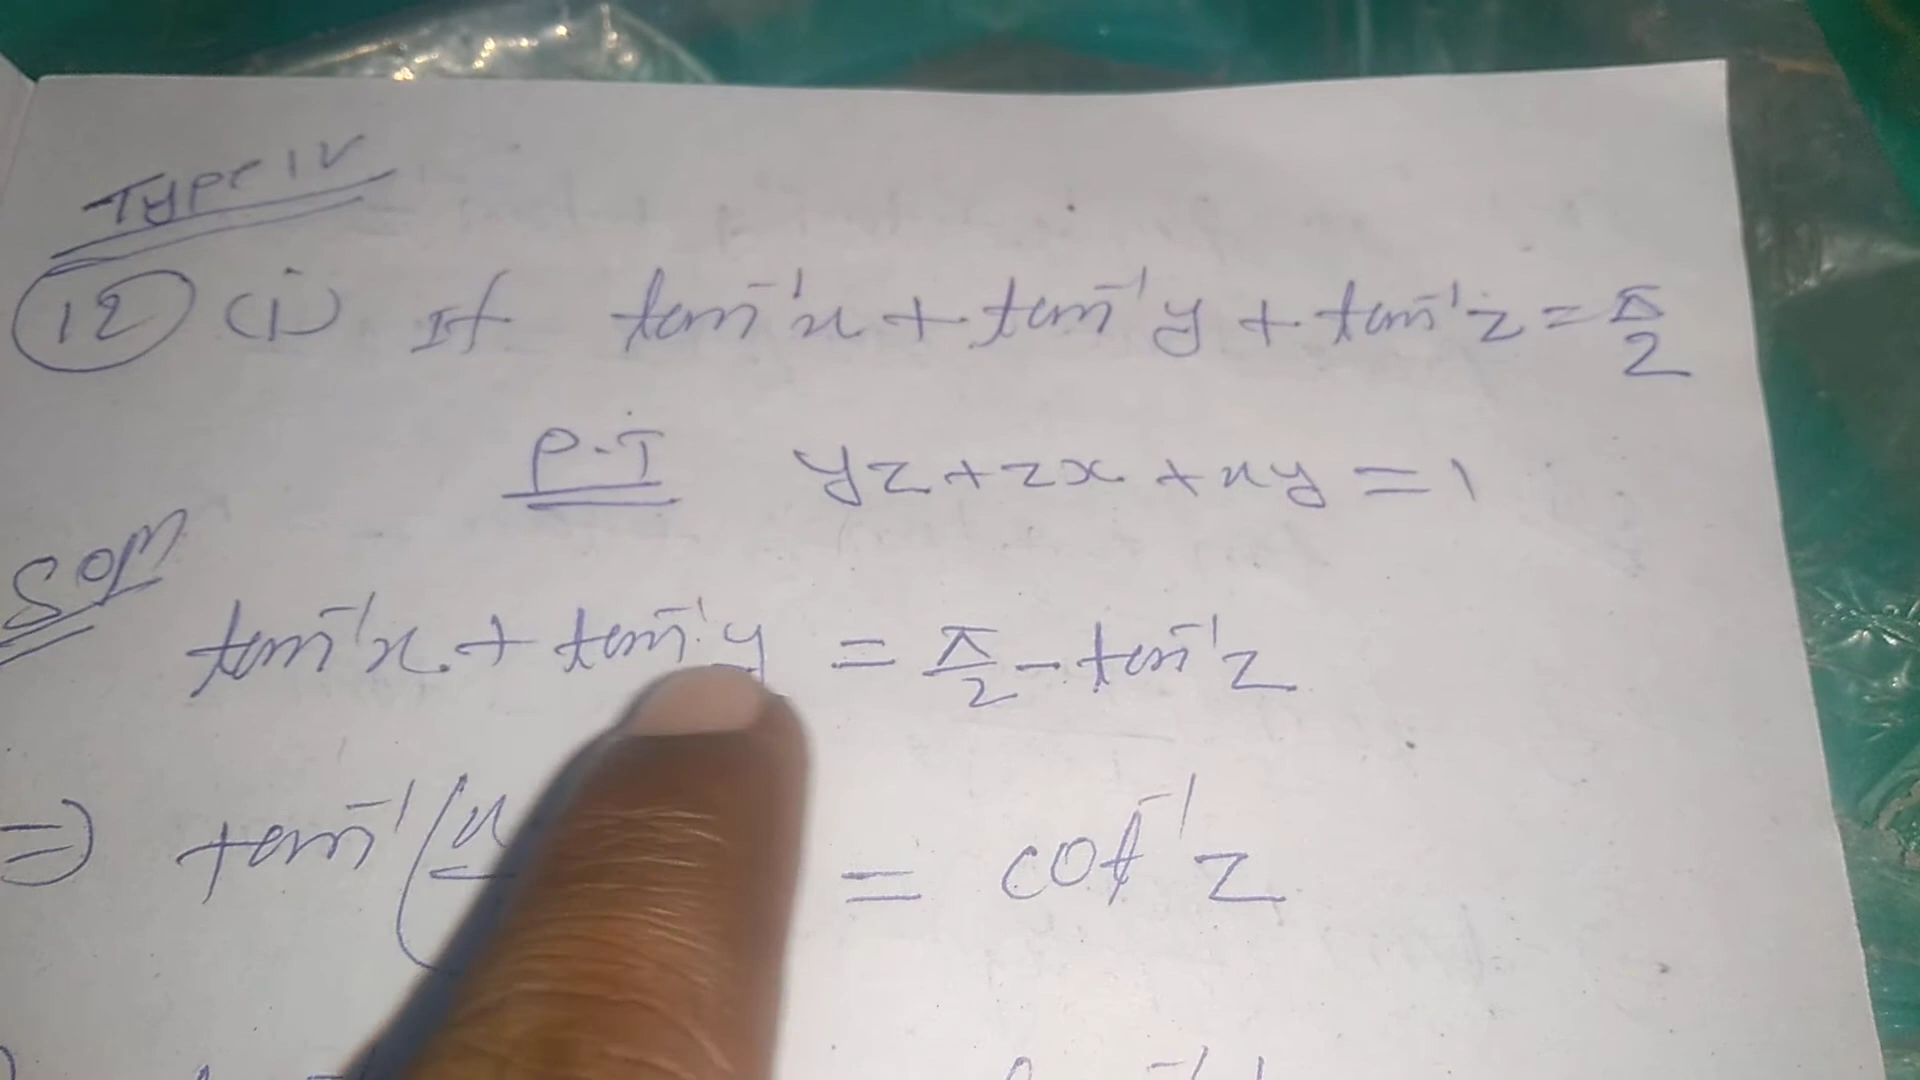 Type IV
12 (i) If tan⁻¹x + tan⁻¹y + tan⁻¹z = π/2
P.T yz + zx + xy = 1
Soln
tan⁻¹x + tan⁻¹y = π/2 - tan⁻¹z
⇒ tan⁻¹(x = cot⁻¹z